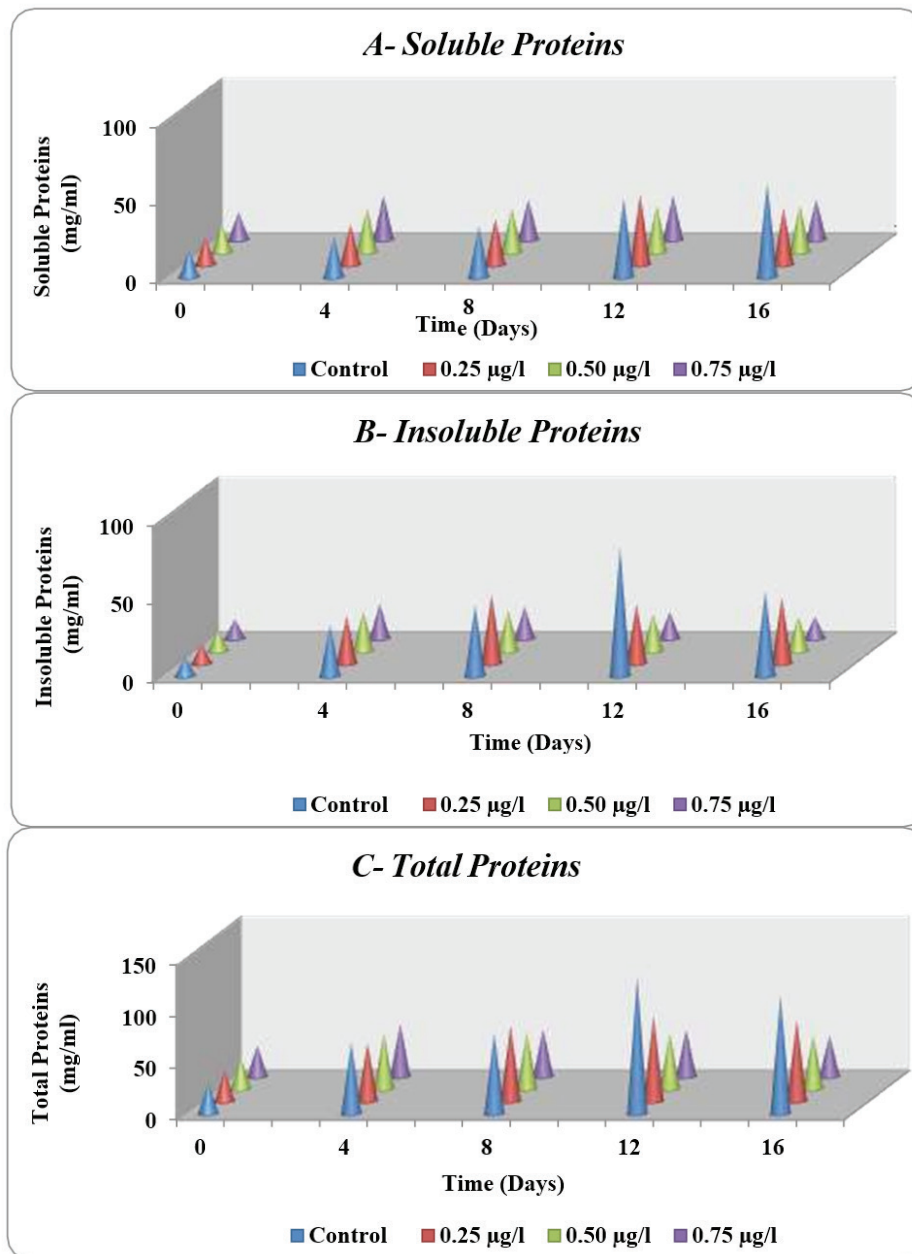 A- Soluble Proteins
Soluble Proteins
(mg/ml)
100
50
0
0 4 8 12 16
Time (Days)
Control 0.25 µg/l 0.50 µg/l 0.75 µg/l
B- Insoluble Proteins
Insoluble Proteins
(mg/ml)
100
50
0
0 4 8 12 16
Time (Days)
Control 0.25 µg/l 0.50 µg/l 0.75 µg/l
C- Total Proteins
Total Proteins
(mg/ml)
150
100
50
0
0 4 8 12 16
Time (Days)
Control 0.25 µg/l 0.50 µg/l 0.75 µg/l